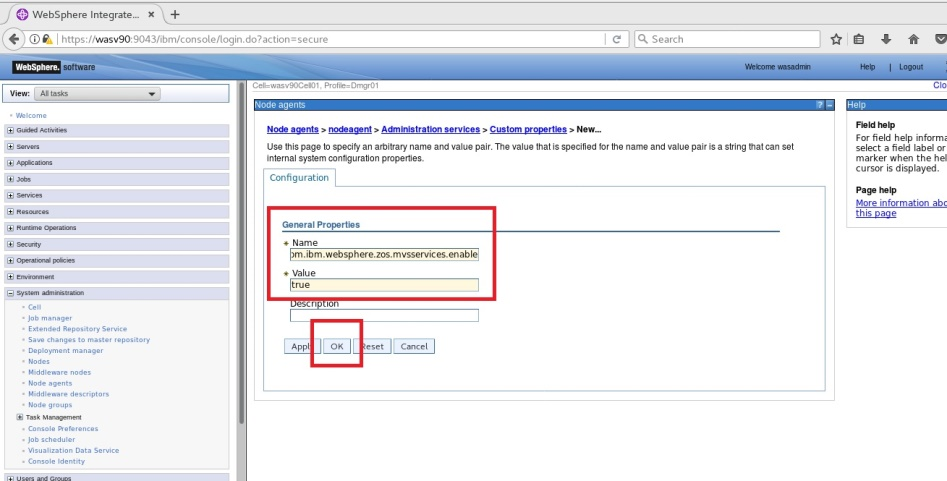 WebSphere Integrate... ×
https://wasv90:9043/ibm/console/login.do?action=secure
Search
WebSphere. software
Welcome wasadmin
Help | Logout
Cell=wasv90Cell01, Profile=Dmgr01
Clo
View: All tasks
Welcome
Guided Activities
Servers
Applications
Jobs
Services
Resources
Runtime Operations
Security
Operational policies
Environment
System administration
Cell
Job manager
Extended Repository Service
Save changes to master repository
Deployment manager
Nodes
Middleware nodes
Node agents
Middleware descriptors
Node groups
Task Management
Console Preferences
Job scheduler
Visualization Data Service
Console Identity
Users and Groups
Node agents
? -
Node agents > nodeagent > Administration services > Custom properties > New...
Use this page to specify an arbitrary name and value pair. The value that is specified for the name and value pair is a string that can set
internal system configuration properties.
Configuration
General Properties
* Name
om.ibm.websphere.zos.mvsservices.enable
* Value
true
Description
Appl OK Reset Cancel
Help
Field help
For field help informa
select a field label or
marker when the hel
cursor is displayed.
Page help
More information abo
this page